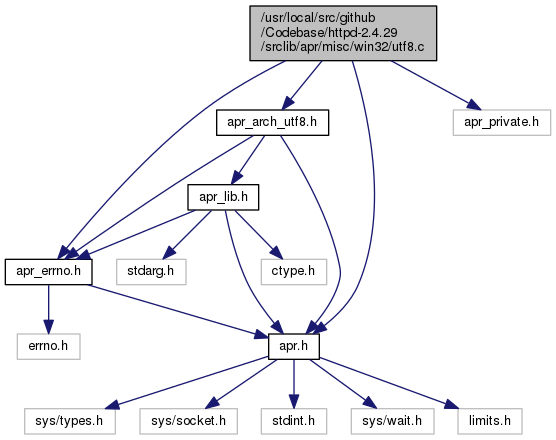 /usr/local/src/github
/Codebase/httpd-2.4.29
/srclib/apr/misc/win32/utf8.c
apr_arch_utf8.h
apr_private.h
apr_lib.h
apr_errno.h
stdarg.h
ctype.h
errno.h
apr.h
sys/types.h
sys/socket.h
stdint.h
sys/wait.h
limits.h